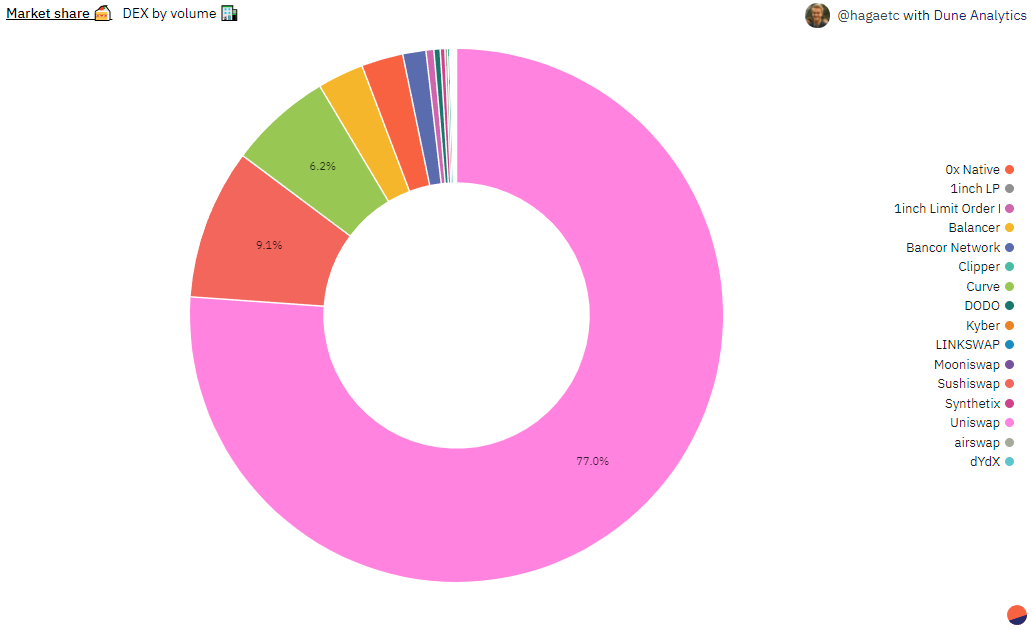 Market share DEX by volume
@hagaetc with Dune Analytics
6.2%
9.1%
77.0%
0x Native
1inch LP
1inch Limit Order I
Balancer
Bancor Network
Clipper
Curve
DODO
Kyber
LINKSWAP
Mooniswap
Sushiswap
Synthetix
Uniswap
airswap
dYdX